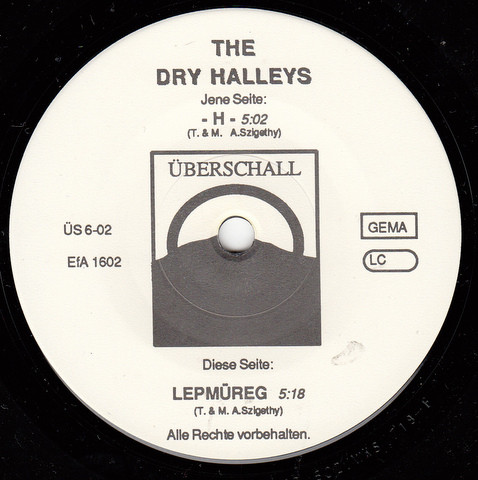 THE
DRY HALLEYS
Jene Seite:
- H - 5:02
(T. & M. A.Szigethy)
ÜBERSCHALL
ÜS 6-02
GEMA
EfA 1602
LC
Diese Seite:
LEPMÜREG 5:18
(T. & M. A.Szigethy)
Alle Rechte vorbehalten.